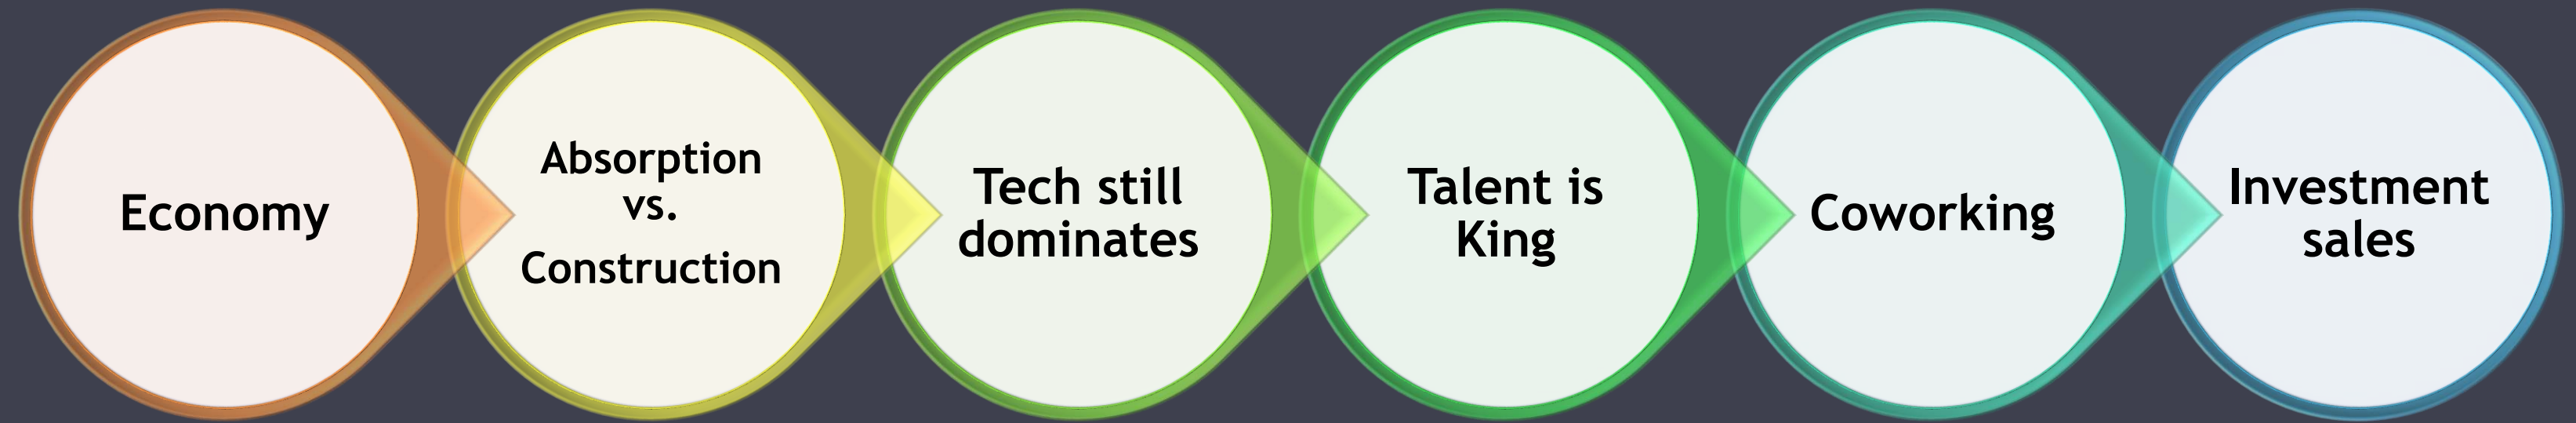 Economy
Absorption
vs.
Construction
Tech still
dominates
Talent is
King
Coworking
Investment
sales